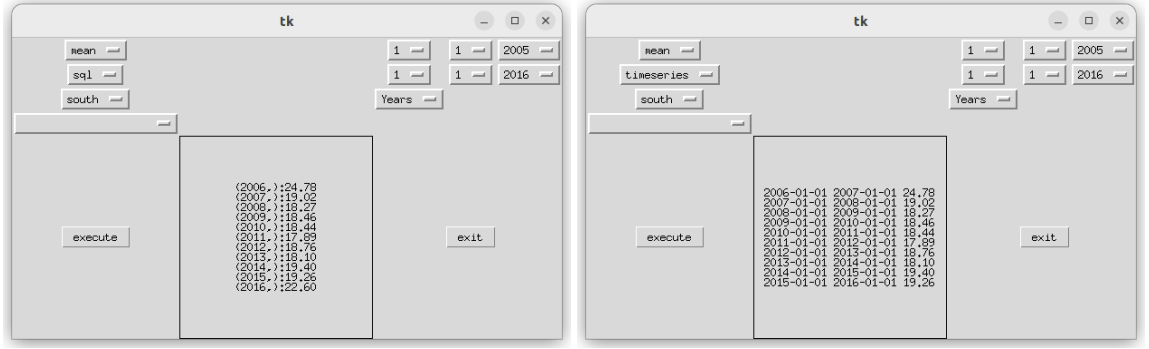 tk
mean 1 1 2005
sql 1 1 2016
south Years
(2006,):24.78
(2007,):19.02
(2008,):18.27
(2009,):18.46
(2010,):18.44
(2011,):17.89
(2012,):18.76
(2013,):18.10
(2014,):19.40
(2015,):19.26
(2016,):22.60
execute
exit
tk
mean 1 1 2005
timeseries 1 1 2016
south Years
2006-01-01 2007-01-01 24.78
2007-01-01 2008-01-01 19.02
2008-01-01 2009-01-01 18.27
2009-01-01 2010-01-01 18.46
2010-01-01 2011-01-01 18.44
2011-01-01 2012-01-01 17.89
2012-01-01 2013-01-01 18.76
2013-01-01 2014-01-01 18.10
2014-01-01 2015-01-01 19.40
2015-01-01 2016-01-01 19.26
execute
exit